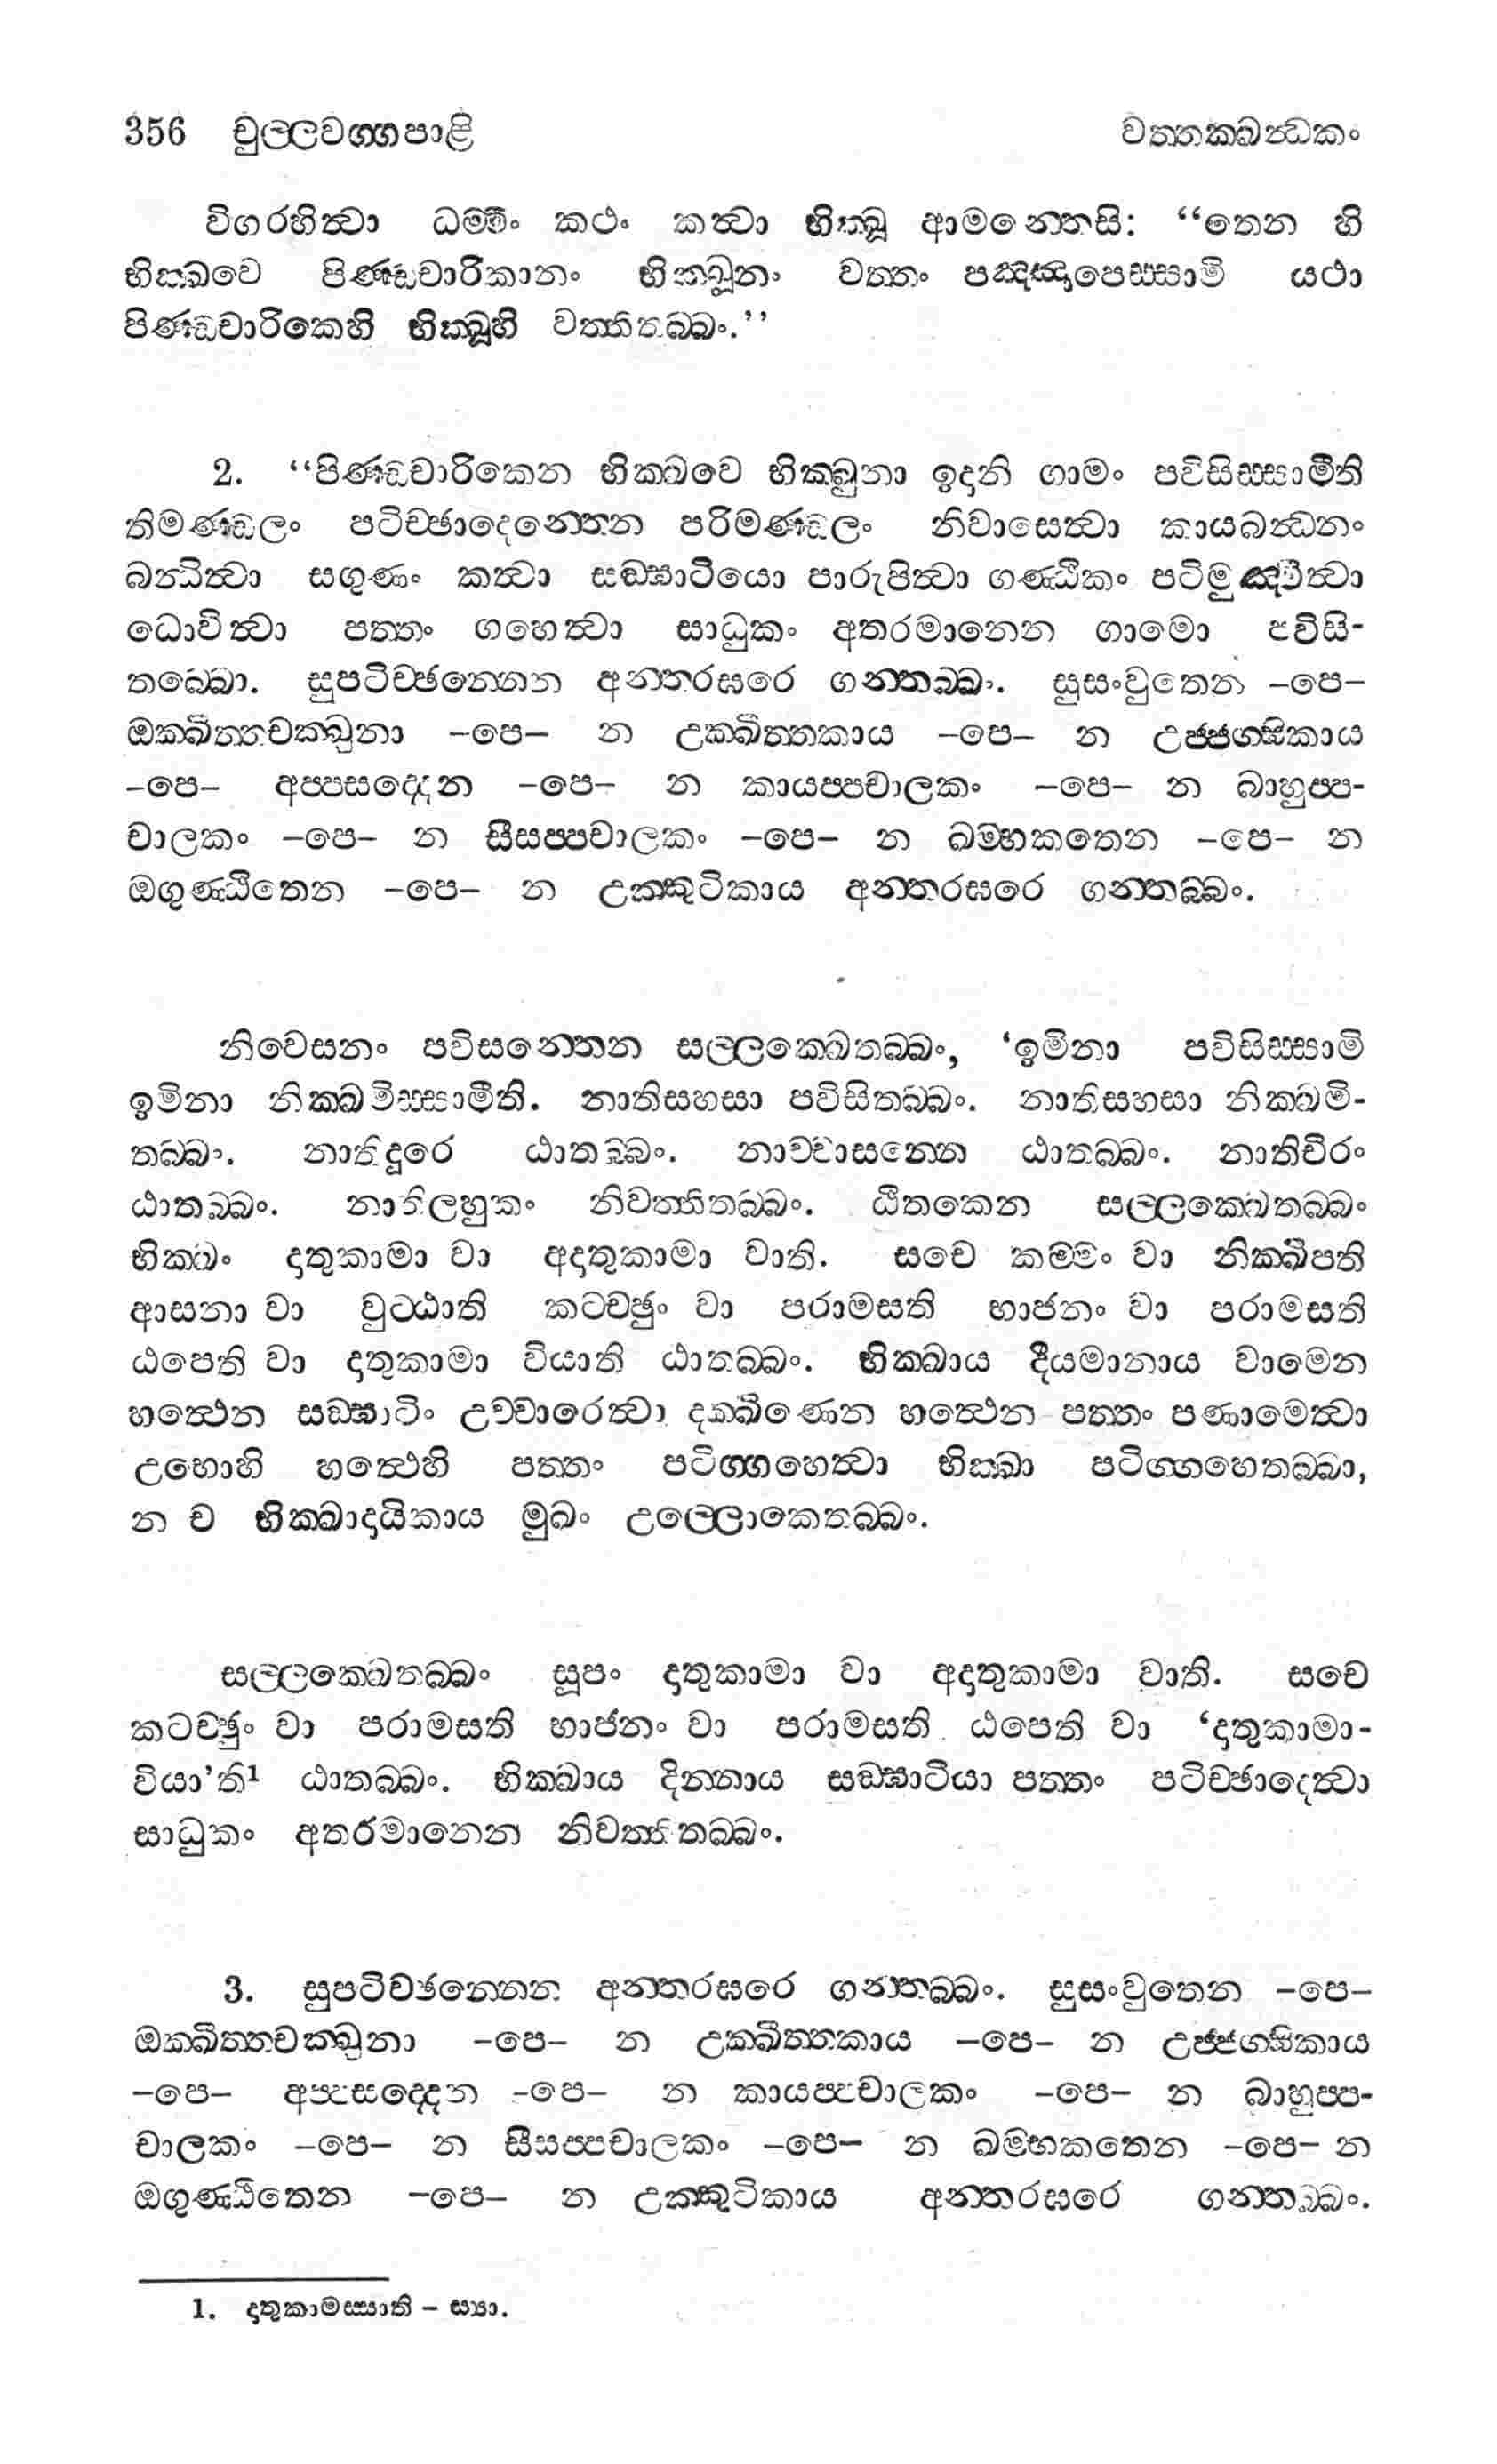 356 චුල්ලවග්ගපාළි වත්තක්ඛන්ධකං
විගරහිත්වා ධම්මිං කථං කත්වා භික්ඛූ ආමන්තෙසි: “තෙන හි
භික්ඛවෙ පිණ්ඩචාරිකානං භික්ඛූනං වත්තං පඤ්ඤාපෙස්සාමි යථා
පිණ්ඩචාරිකෙහි භික්ඛූහි වත්තිතබ්බං.’’
2. “පිණ්ඩචාරිකෙන භික්ඛවෙ භික්ඛුනා ඉදානි ගාමං පවිසිස්සාමීති
තිමණ්ඩලං පටිච්ඡාදෙන්තෙන පරිමණ්ඩලං නිවාසෙත්වා කායබන්ධනං
බන්ධිත්වා සගුණං කත්වා සඞ්ඝාටියො පාරුපිත්වා ගණ්ඨිකං පටිමුඤ්චිත්වා
ධොවිත්වා පත්තං ගහෙත්වා සාධුකං අතරමානෙන ගාමො පවිසි-
තබ්බො. සුපටිච්ඡන්නෙන අන්තරඝරෙ ගන්තබ්බං. සුසංවුතෙන –පෙ–
ඔක්ඛිත්තචක්ඛුනා –පෙ– න උක්ඛිත්තකාය –පෙ– න උජ්ජග්ඝිකාය
–පෙ– අප්පසද්දෙන –පෙ– න කායප්පචාලකං –පෙ– න බාහුප්ප-
චාලකං –පෙ– න සීසප්පචාලකං –පෙ– න ඛම්භකතෙන –පෙ– න
ඔගුණ්ඨිතෙන –පෙ– න උක්කුටිකාය අන්තරඝරෙ ගන්තබ්බං.
නිවෙසනං පවිසන්තෙන සල්ලක්ඛෙතබ්බං, ‘ඉමිනා පවිසිස්සාමි
ඉමිනා නික්ඛමිස්සාමීති. නාතිසහසා පවිසිතබ්බං. නාතිසහසා නික්ඛමි-
තබ්බං. නාතිදූරෙ ඨාතබ්බං. නාච්චාසන්නෙ ඨාතබ්බං. නාතිචිරං
ඨාතබ්බං. නාතිලහුකං නිවත්තිතබ්බං. ඨිතකෙන සල්ලක්ඛෙතබ්බං
භික්ඛං දාතුකාමා වා අදාතුකාමා වාති. සචෙ කම්මං වා නික්ඛිපති
ආසනා වා වුට්ඨාති කටච්ඡුං වා පරාමසති භාජනං වා පරාමසති
ඨපෙති වා දාතුකාමා වියාති ඨාතබ්බං. භික්ඛාය දීයමානාය වාමෙන
හත්ථෙන සඞ්ඝාටිං උච්චාරෙත්වා දක්ඛිණෙන හත්ථෙන පත්තං පණාමෙත්වා
උභොහි හත්ථෙහි පත්තං පටිග්ගහෙත්වා භික්ඛා පටිග්ගහෙතබ්බා,
න ච භික්ඛාදායිකාය මුඛං උල්ලොකෙතබ්බං.
සල්ලක්ඛෙතබ්බං සූපං දාතුකාමා වා අදාතුකාමා වාති. සචෙ
කටච්ඡුං වා පරාමසති භාජනං වා පරාමසති ඨපෙති වා ‘දාතුකාමා-
වියා’ති¹ ඨාතබ්බං. භික්ඛාය දින්නාය සඞ්ඝාටියා පත්තං පටිච්ඡාදෙත්වා
සාධුකං අතරමානෙන නිවත්තිතබ්බං.
3. සුපටිච්ඡන්නෙන අන්තරඝරෙ ගන්තබ්බං. සුසංවුතෙන –පෙ–
ඔක්ඛිත්තචක්ඛුනා –පෙ– න උක්ඛිත්තකාය –පෙ– න උජ්ජග්ඝිකාය
–පෙ– අප්පසද්දෙන –පෙ– න කායප්පචාලකං –පෙ– න බාහුප්ප-
චාලකං –පෙ– න සීසප්පචාලකං –පෙ– න ඛම්භකතෙන –පෙ– න
ඔගුණ්ඨිතෙන –පෙ– න උක්කුටිකාය අන්තරඝරෙ ගන්තබ්බං.
1. දාතුකාමස්සාති – ස්‍යා.